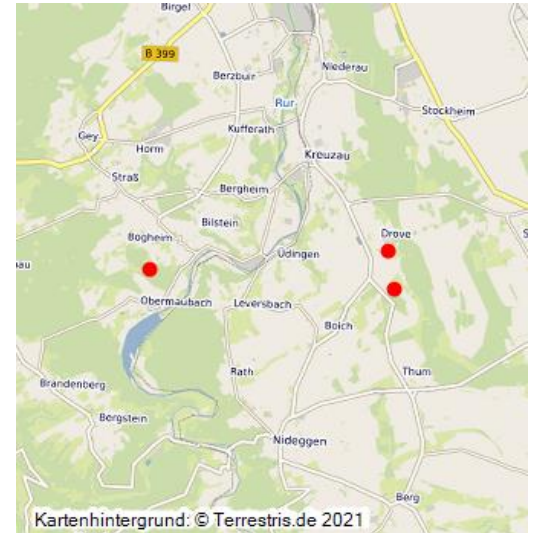 Birgel
B 399
Berzbuir
Niederau
Rur
Stockheim
Gey
Kufferath
Horm
Kreuzau
Straß
Bergheim
Bilstein
Bogheim
Drove
S
Üdingen
au
Obermaubach
Leversbach
Boich
Rath
Thum
Brandenberg
Bergstein
Nideggen
Berg
Kartenhintergrund: © Terrestris.de 2021